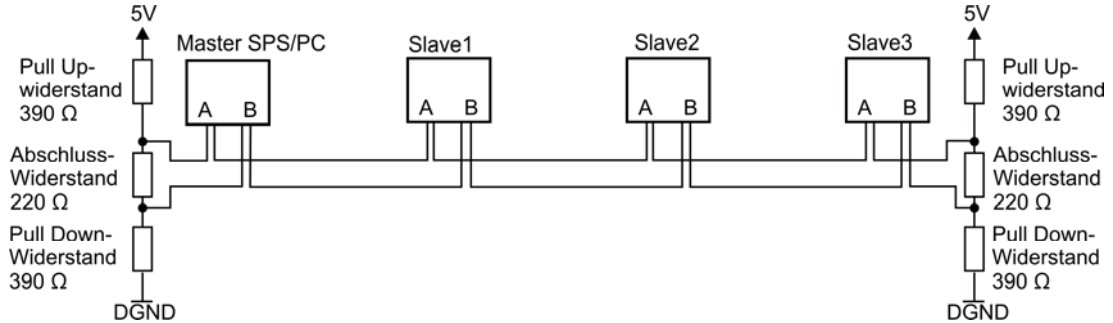 5V
5V
Master SPS/PC
Slave1
Slave2
Slave3
Pull Up-
widerstand
390 Ω
Pull Up-
widerstand
390 Ω
A B
A B
A B
A B
Abschluss-
Widerstand
220 Ω
Abschluss-
Widerstand
220 Ω
Pull Down-
Widerstand
390 Ω
Pull Down-
Widerstand
390 Ω
DGND
DGND